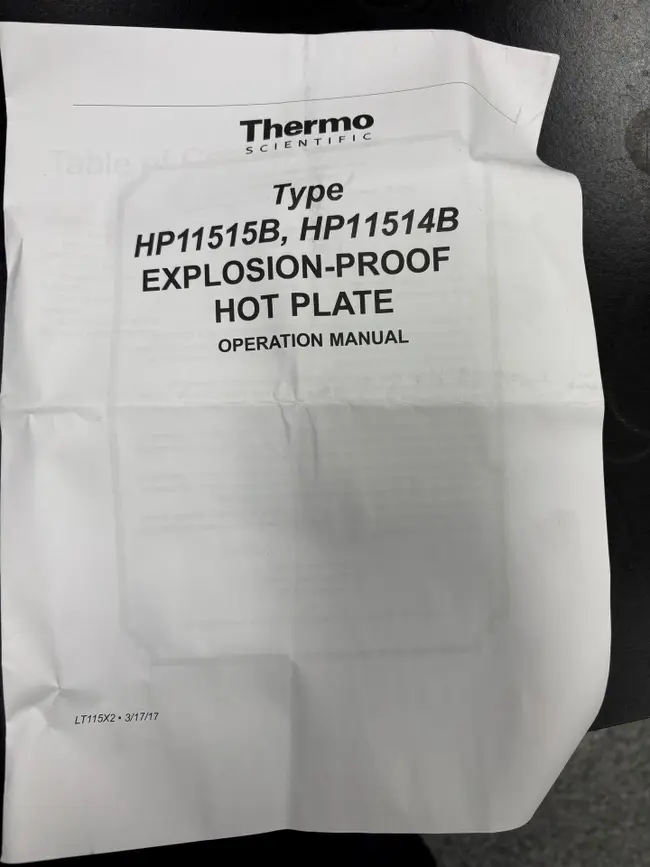 Thermo
SCIENTIFIC
Type
HP11515B, HP11514B
EXPLOSION-PROOF
HOT PLATE
OPERATION MANUAL
LT115X2 • 3/17/17